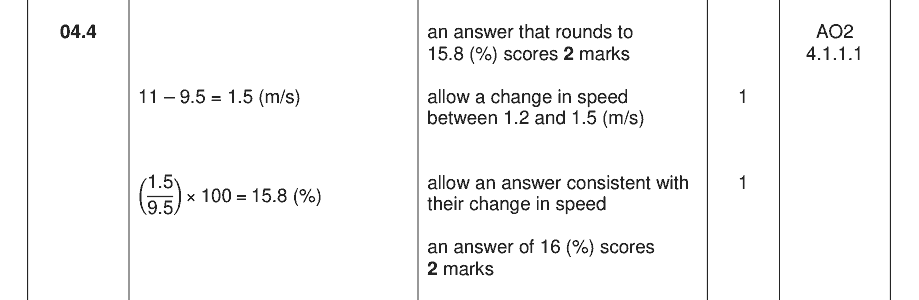 04.4
an answer that rounds to
15.8 (%) scores 2 marks
AO2
4.1.1.1
11 – 9.5 = 1.5 (m/s)
allow a change in speed
between 1.2 and 1.5 (m/s)
1
(1.5/9.5) × 100 = 15.8 (%)
allow an answer consistent with
their change in speed
1
an answer of 16 (%) scores
2 marks